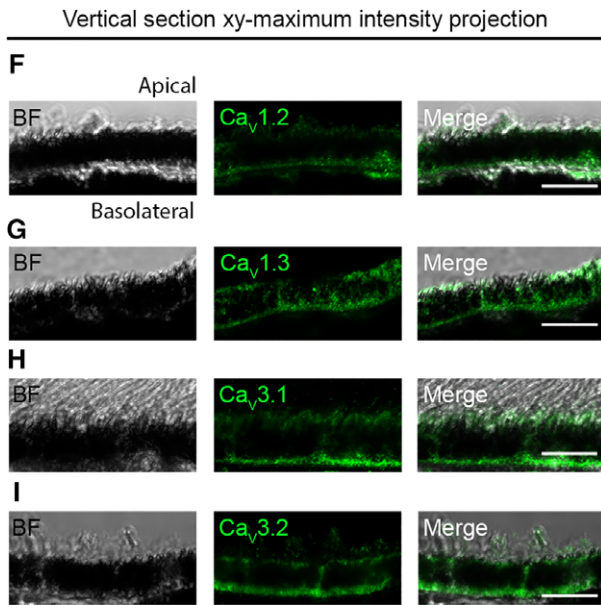 Vertical section xy-maximum intensity projection
F
Apical
BF
CaV1.2
Merge
Basolateral
G
BF
CaV1.3
Merge
H
BF
CaV3.1
Merge
I
BF
CaV3.2
Merge